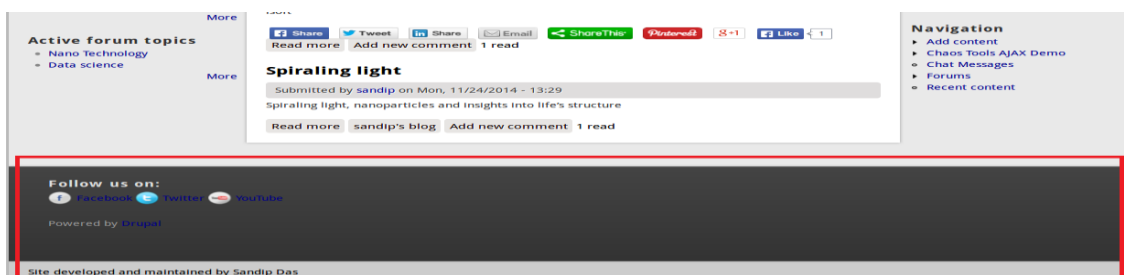 More
Active forum topics
Nano Technology
Data science
More
Share Tweet Share Email ShareThis Pinterest g+1 Like 1
Read more Add new comment 1 read
Spiraling light
Submitted by sandip on Mon, 11/24/2014 - 13:29
Spiraling light, nanoparticles and insights into life's structure
Read more sandip's blog Add new comment 1 read
Navigation
Add content
Chaos Tools AJAX Demo
Chat Messages
Forums
Recent content
Follow us on:
Facebook Twitter YouTube
Powered by Drupal
Site developed and maintained by Sandip Das